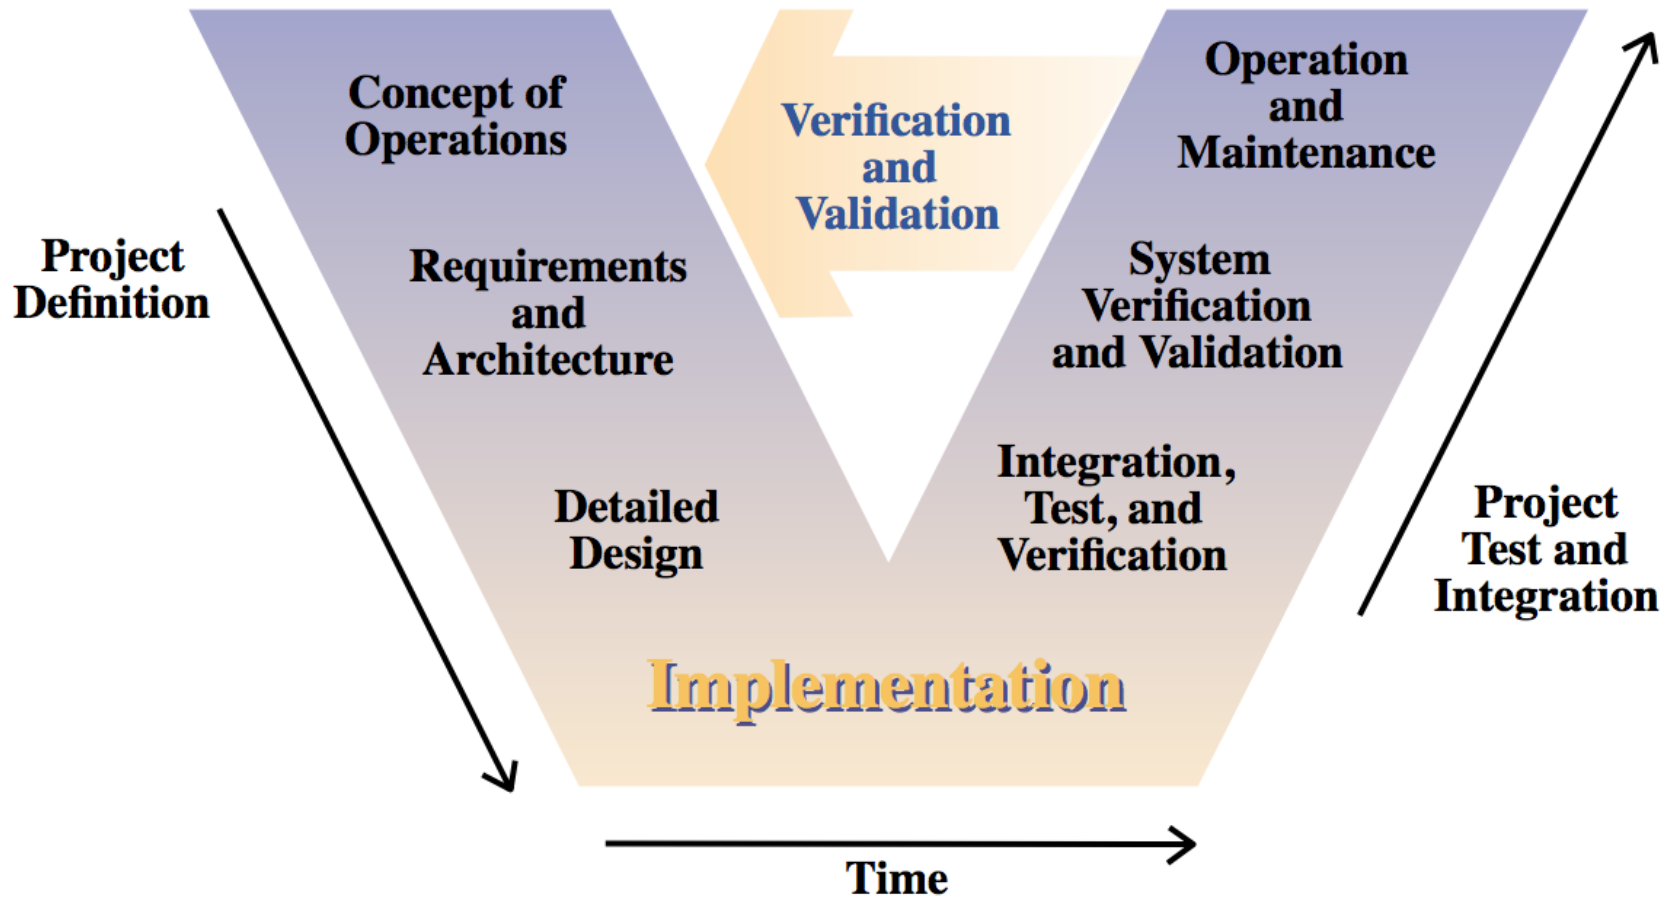 Concept of
Operations
Verification
and
Validation
Operation
and
Maintenance
Project
Definition
Requirements
and
Architecture
System
Verification
and Validation
Detailed
Design
Integration,
Test, and
Verification
Project
Test and
Integration
Implementation
Time